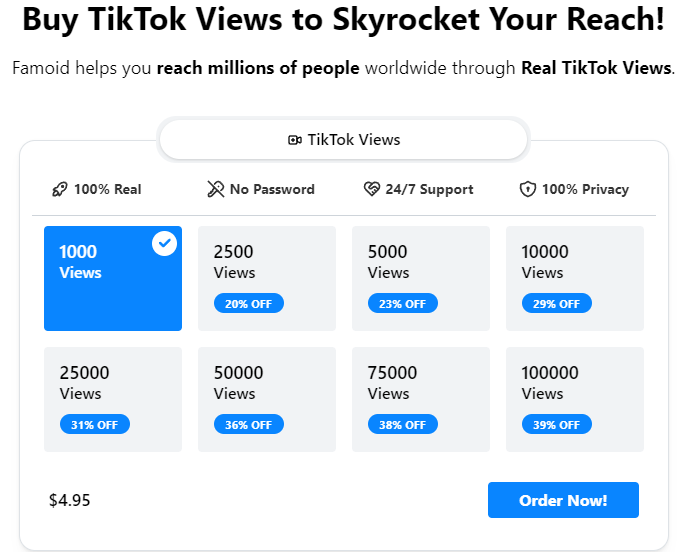 Buy TikTok Views to Skyrocket Your Reach!
Famoid helps you reach millions of people worldwide through Real TikTok Views.
TikTok Views
100% Real
No Password
24/7 Support
100% Privacy
1000
Views
2500
Views
20% OFF
5000
Views
23% OFF
10000
Views
29% OFF
25000
Views
31% OFF
50000
Views
36% OFF
75000
Views
38% OFF
100000
Views
39% OFF
$4.95
Order Now!